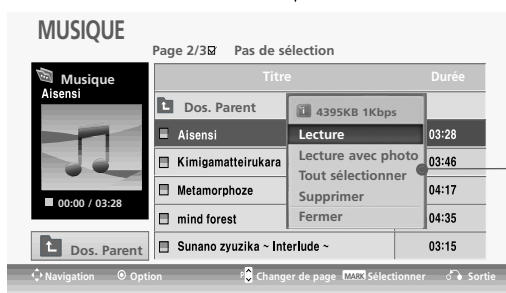 MUSIQUE
Page 2/3 Pas de sélection
Musique
Aisensi
00:00 / 03:28
Dos. Parent
Titre Durée
Dos. Parent
Aisensi 03:28
Kimigamatteirukara 03:46
Metamorphoze 04:17
mind forest 04:35
Sunano zyuzika ~ Interlude ~ 03:15
4395KB 1Kbps
Lecture
Lecture avec photo
Tout sélectionner
Supprimer
Fermer
Navigation Option P Changer de page MARK Sélectionner Sortie